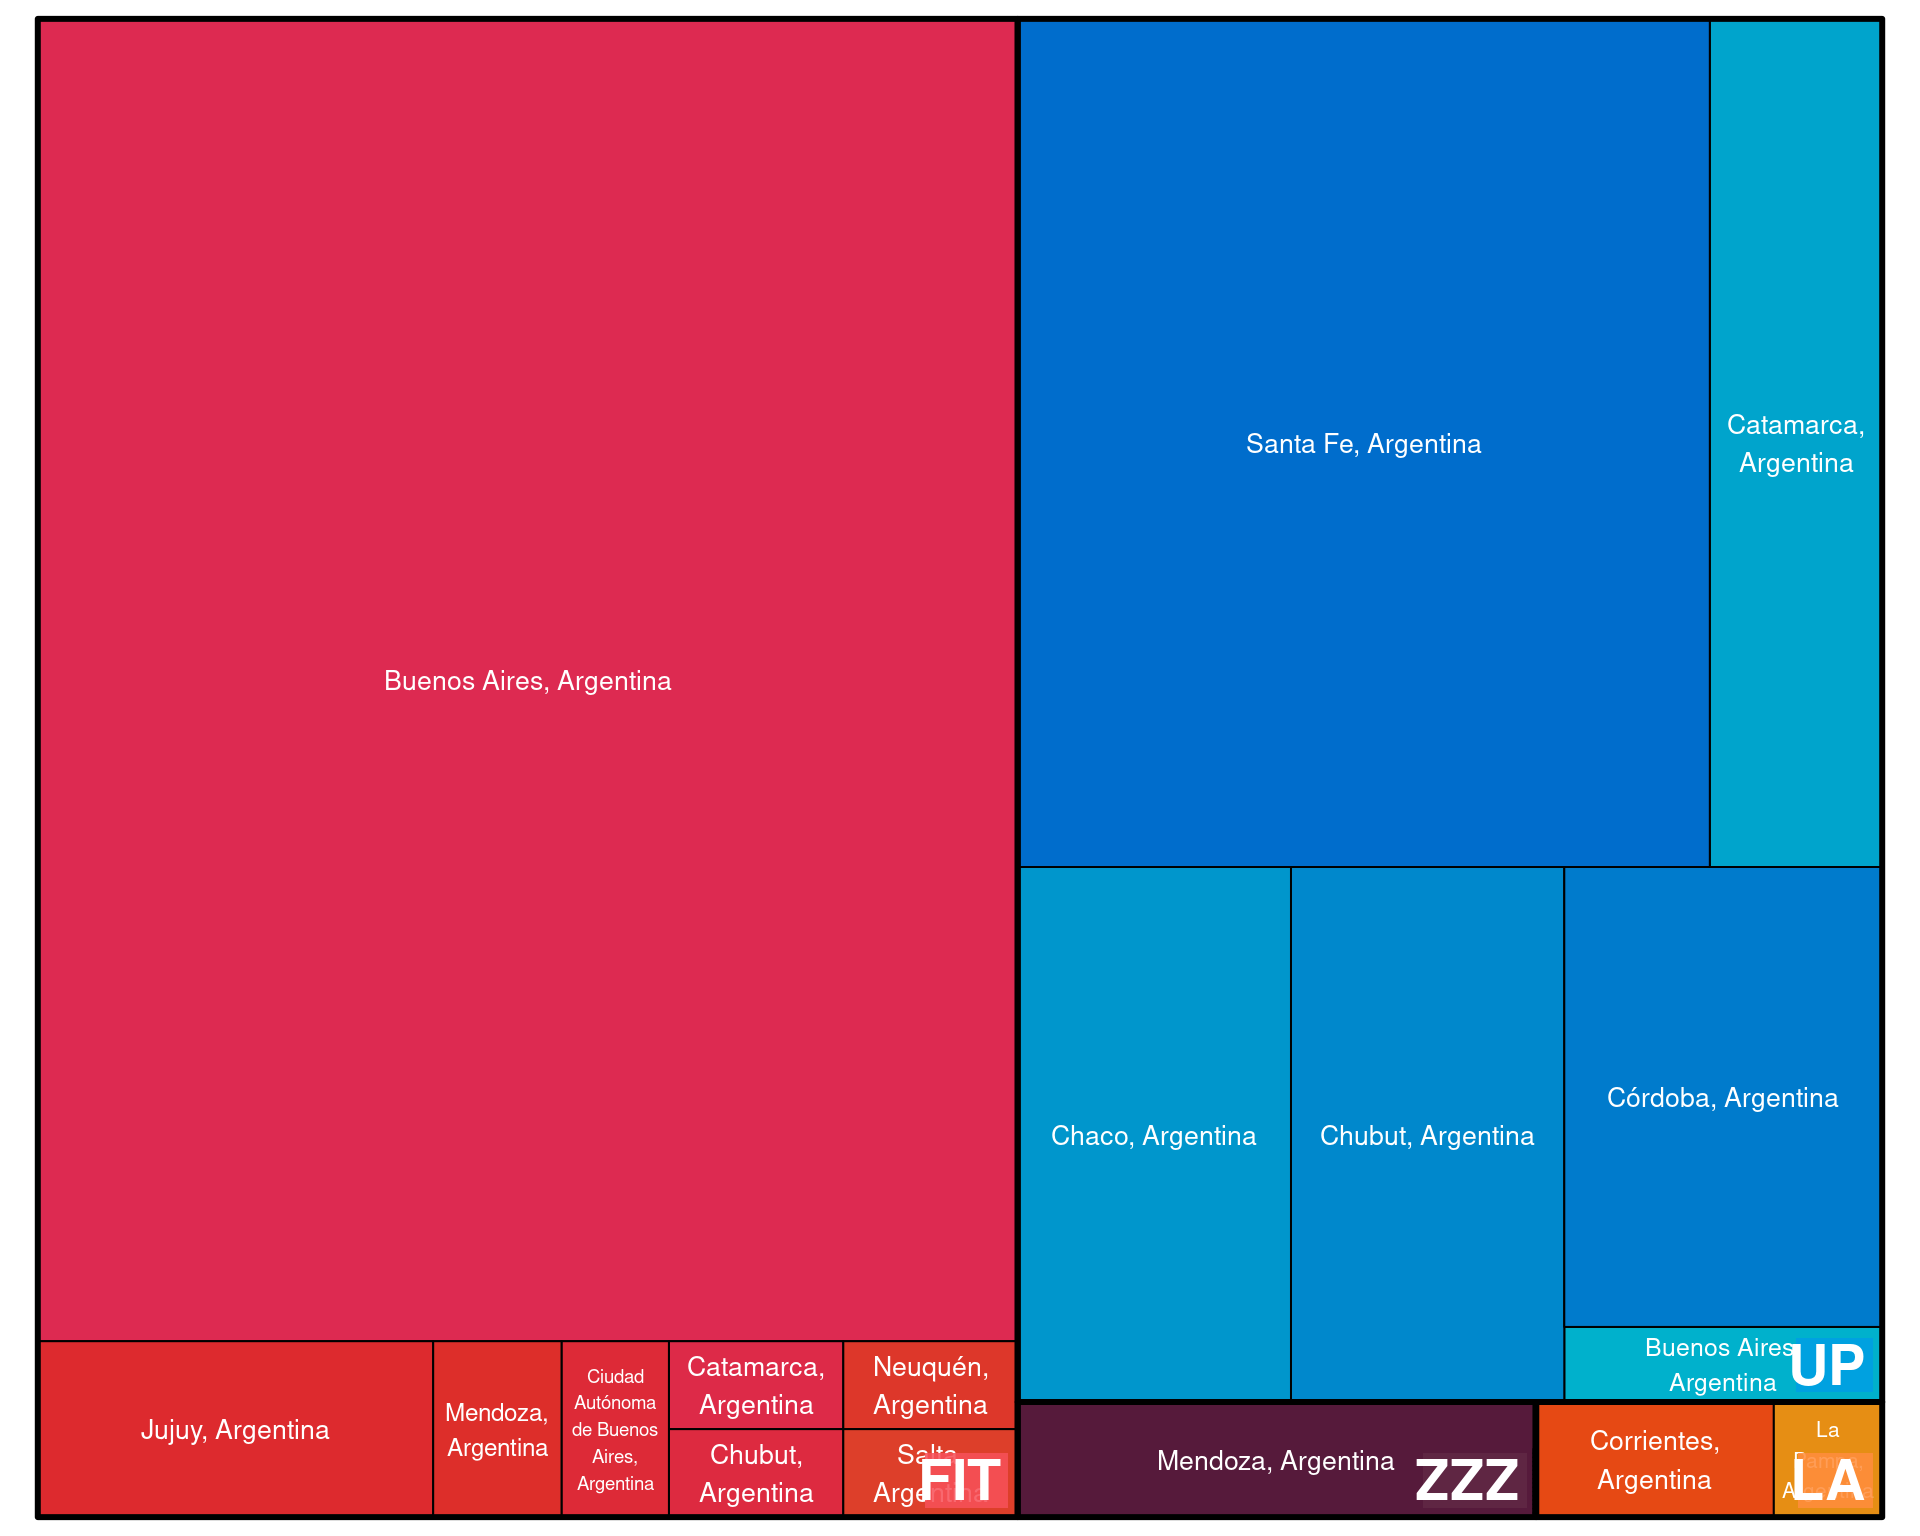 Buenos Aires, Argentina
Jujuy, Argentina
Mendoza,
Argentina
Ciudad
Autónoma
de Buenos
Aires,
Argentina
Catamarca,
Argentina
Chubut,
Argentina
Neuquén,
Argentina
Salta,
Argentina
FIT
Santa Fe, Argentina
Catamarca,
Argentina
Chaco, Argentina
Chubut, Argentina
Córdoba, Argentina
Buenos Aires,
Argentina
UP
Mendoza, Argentina
ZZZ
Corrientes,
Argentina
La
Pampa,
Argentina
LA